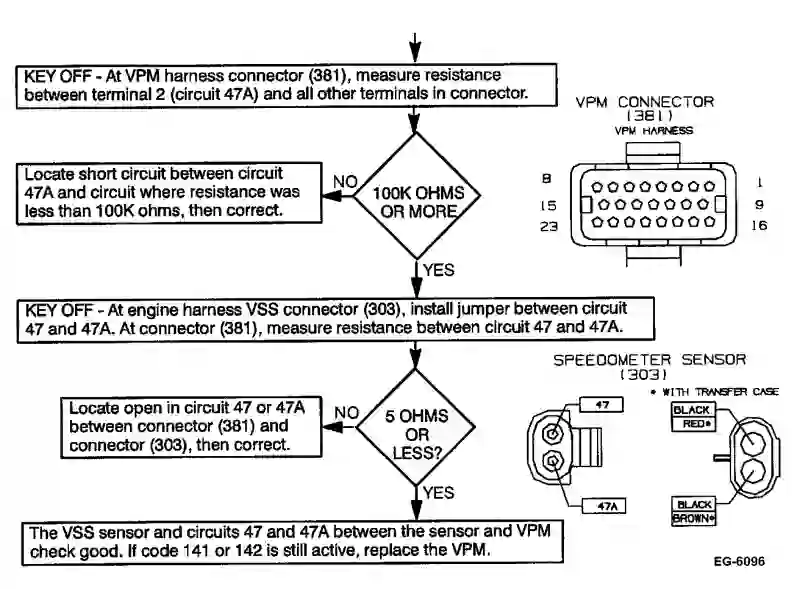 KEY OFF - At VPM harness connector (381), measure resistance
between terminal 2 (circuit 47A) and all other terminals in connector.
VPM CONNECTOR
(381)
VPM HARNESS
8
1
15
9
23
16
Locate short circuit between circuit
47A and circuit where resistance was
less than 100K ohms, then correct.
NO
100K OHMS
OR MORE
YES
KEY OFF - At engine harness VSS connector (303), install jumper between circuit
47 and 47A. At connector (381), measure resistance between circuit 47 and 47A.
SPEEDOMETER SENSOR
(303)
* WITH TRANSFER CASE
47
BLACK
RED*
47A
BLACK
BROWN*
Locate open in circuit 47 or 47A
between connector (381) and
connector (303), then correct.
NO
5 OHMS
OR
LESS?
YES
The VSS sensor and circuits 47 and 47A between the sensor and VPM
check good. If code 141 or 142 is still active, replace the VPM.
EG-6096